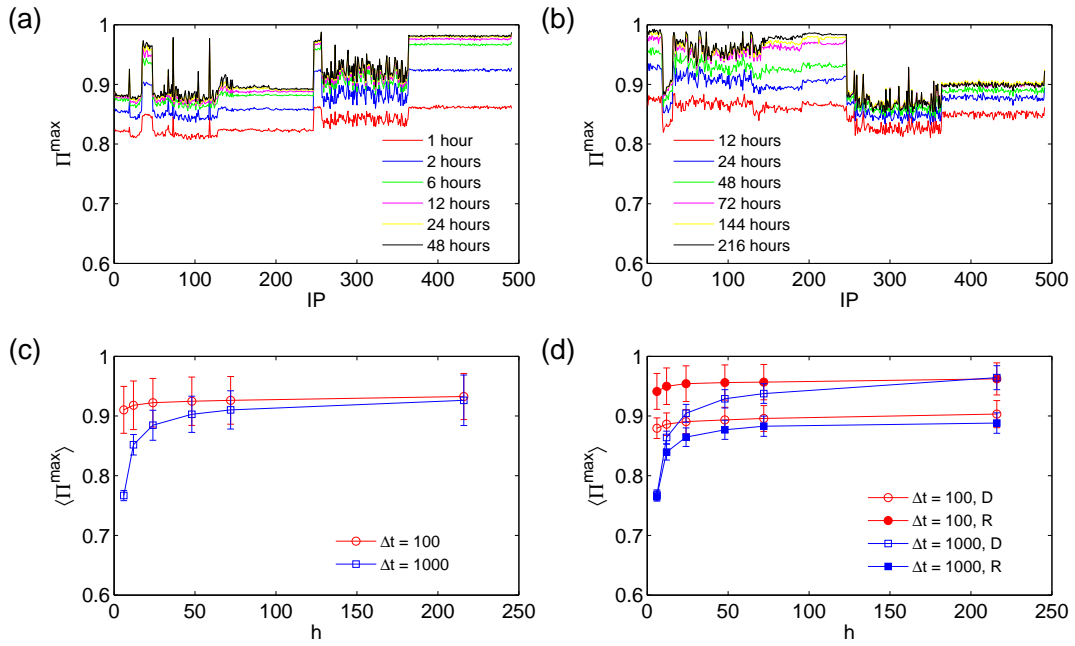 (a)
1
0.9
0.8
0.7
0.6
Π^max
0
100
200
300
400
500
IP
1 hour
2 hours
6 hours
12 hours
24 hours
48 hours
(b)
1
0.9
0.8
0.7
0.6
Π^max
0
100
200
300
400
500
IP
12 hours
24 hours
48 hours
72 hours
144 hours
216 hours
(c)
1
0.9
0.8
0.7
0.6
⟨Π^max⟩
0
50
100
150
200
250
h
Δt = 100
Δt = 1000
(d)
1
0.9
0.8
0.7
0.6
⟨Π^max⟩
0
50
100
150
200
250
h
Δt = 100, D
Δt = 100, R
Δt = 1000, D
Δt = 1000, R